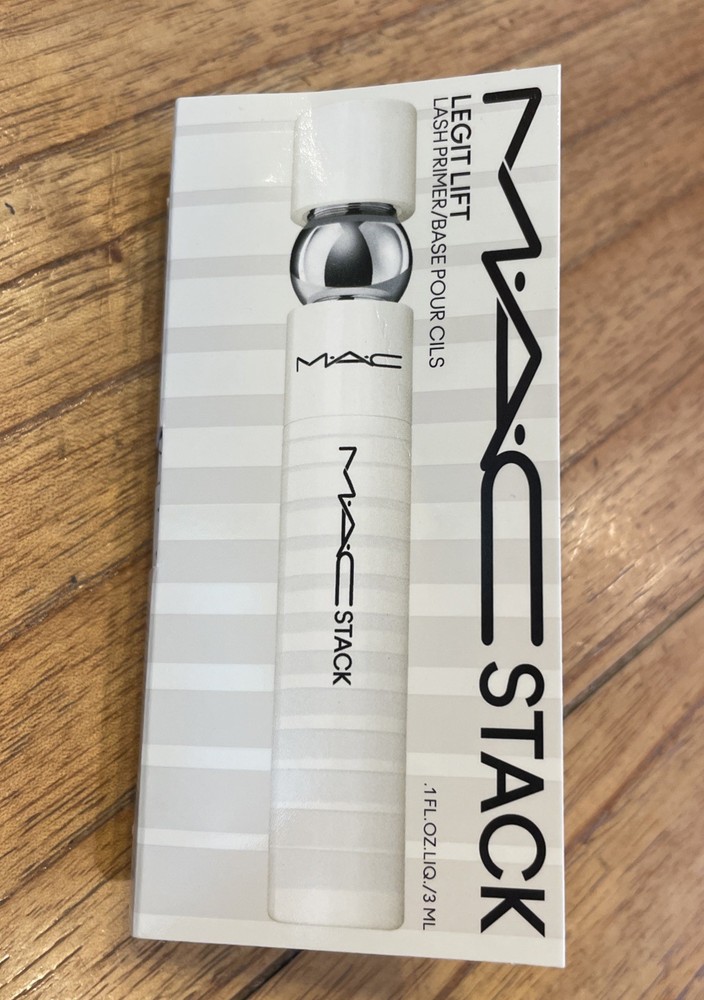 M·A·C STACK
LEGIT LIFT
LASH PRIMER/BASE POUR CILS
.1 FL.OZ.LIQ./3 ML
M·A·C
M·A·C STACK